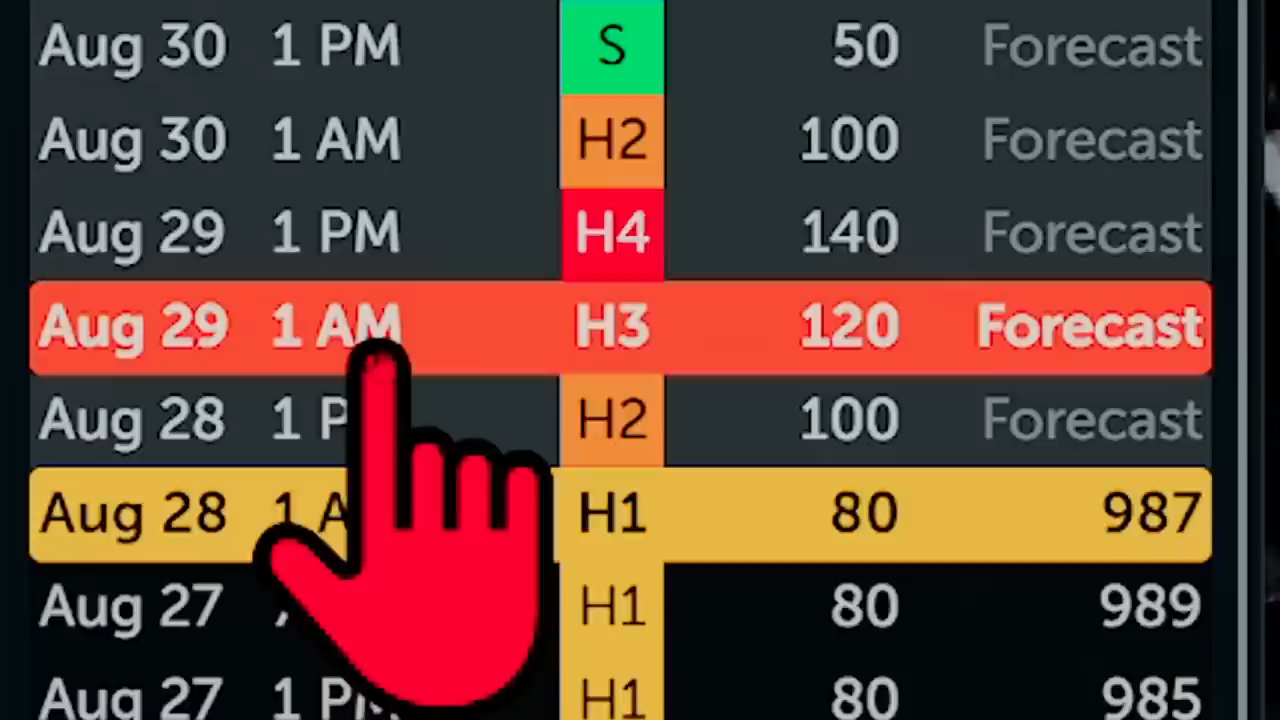 Aug 30 1 PM S 50 Forecast
Aug 30 1 AM H2 100 Forecast
Aug 29 1 PM H4 140 Forecast
Aug 29 1 AM H3 120 Forecast
Aug 28 1 H2 100 Forecast
Aug 28 1 H1 80 987
Aug 27 H1 80 989
Aug 27 1 PM H1 80 985